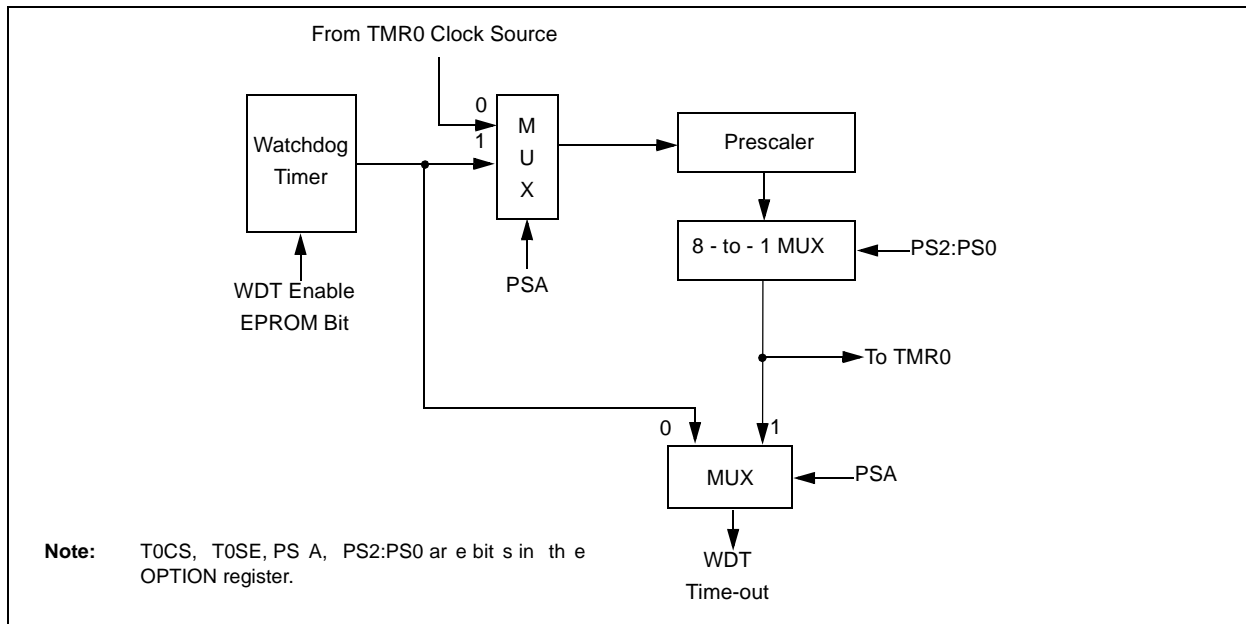 From TMR0 Clock Source
0
1
M
U
X
Watchdog
Timer
Prescaler
8 - to - 1 MUX
PS2:PS0
PSA
WDT Enable
EPROM Bit
To TMR0
0
1
MUX
PSA
WDT
Time-out
Note: T0CS, T0SE, PS A, PS2:PS0 ar e bit s in th e
OPTION register.